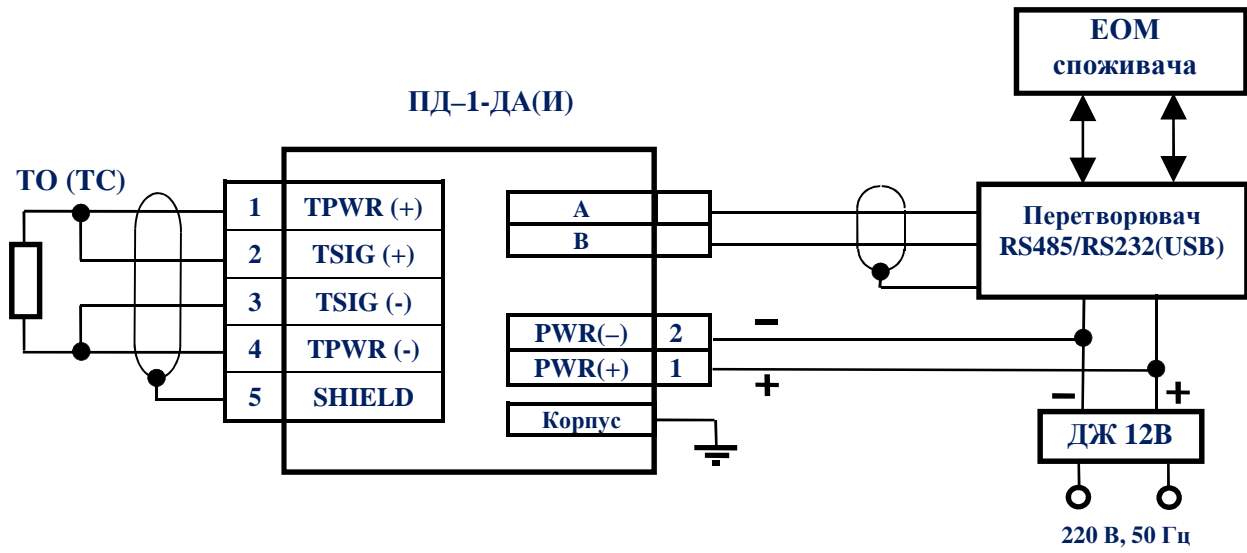 ЕОМ
споживача
ПД–1-ДА(И)
ТО (ТС)
1 TPWR (+)
2 TSIG (+)
3 TSIG (-)
4 TPWR (-)
5 SHIELD
A
B
PWR(–) 2
PWR(+) 1
Корпус
–
+
Перетворювач
RS485/RS232(USB)
– +
ДЖ 12В
220 В, 50 Гц